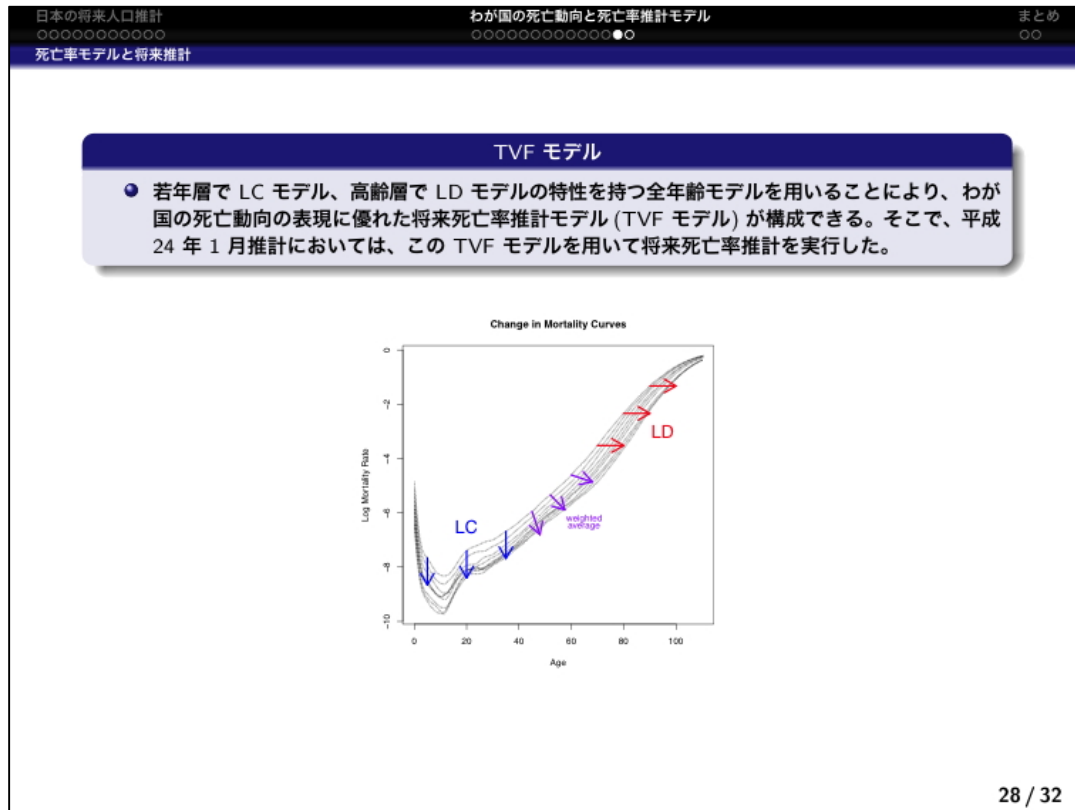 日本の将来人口推計
わが国の死亡動向と死亡率推計モデル
まとめ
死亡率モデルと将来推計
TVF モデル
若年層で LC モデル、高齢層で LD モデルの特性を持つ全年齢モデルを用いることにより、わが
国の死亡動向の表現に優れた将来死亡率推計モデル (TVF モデル) が構成できる。そこで、平成
24 年 1 月推計においては、この TVF モデルを用いて将来死亡率推計を実行した。
Change in Mortality Curves
Log Mortality Rate
0
-2
-4
-6
-8
-10
LD
LC
weighted
average
0 20 40 60 80 100
Age
28 / 32